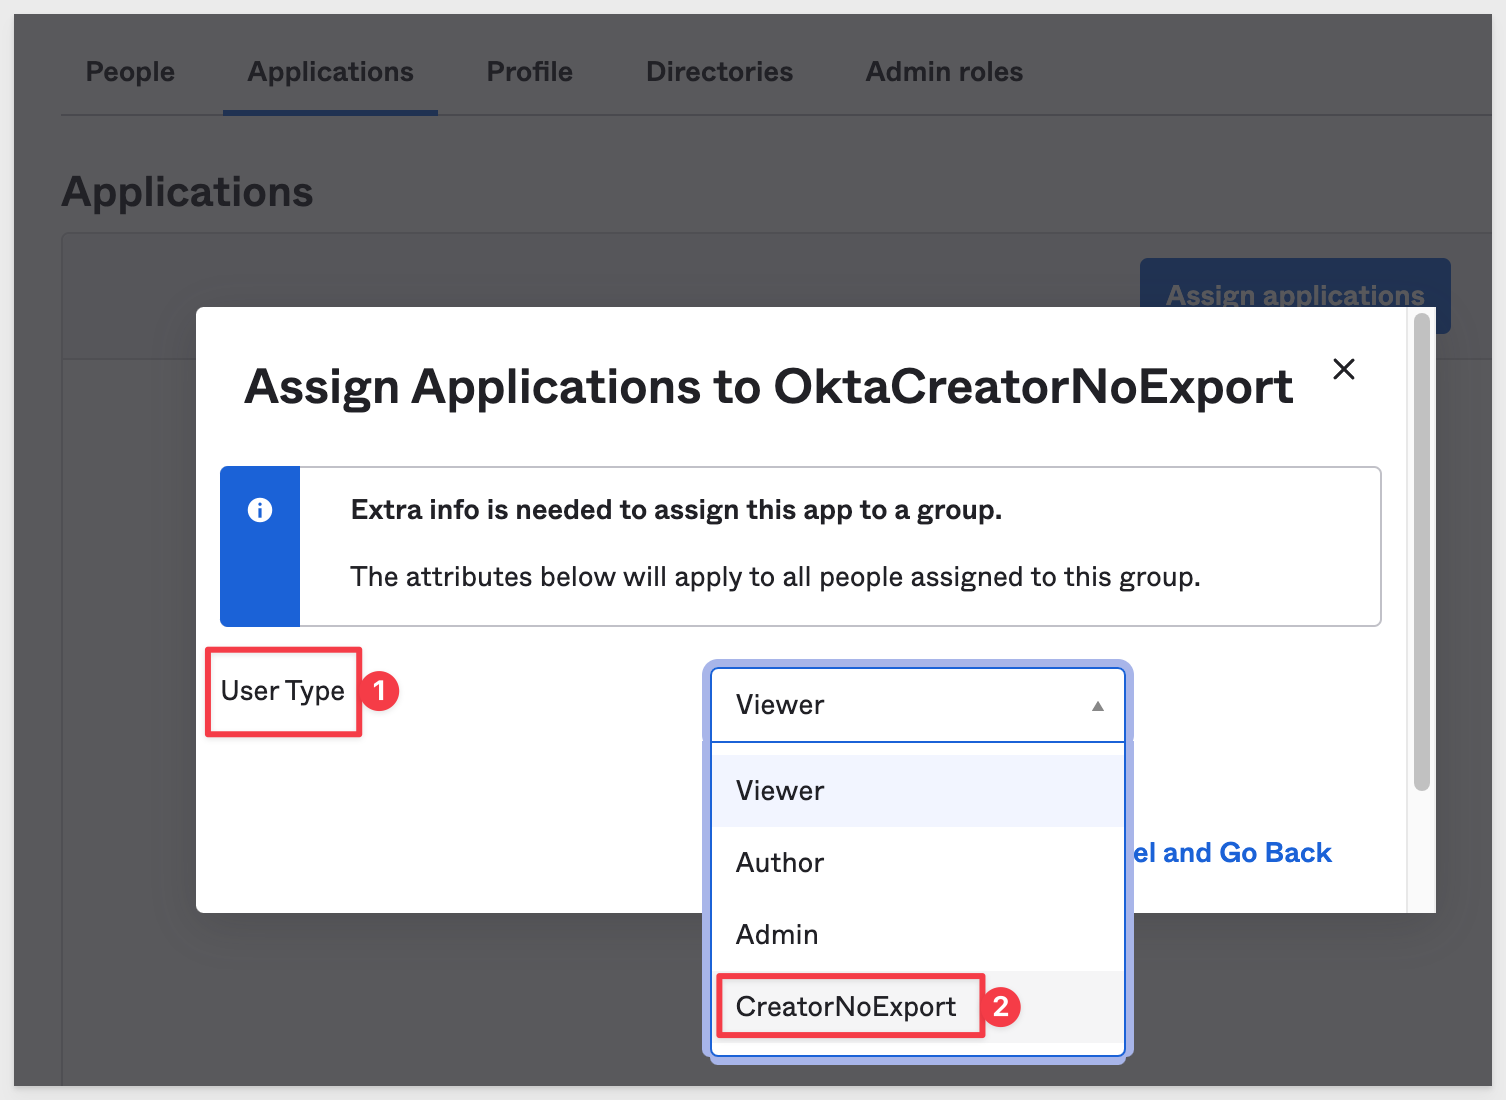 People Applications Profile Directories Admin roles
Applications
Assign applications
Assign Applications to OktaCreatorNoExport
Extra info is needed to assign this app to a group.
The attributes below will apply to all people assigned to this group.
User Type 1
Viewer
Viewer
el and Go Back
Author
Admin
CreatorNoExport 2